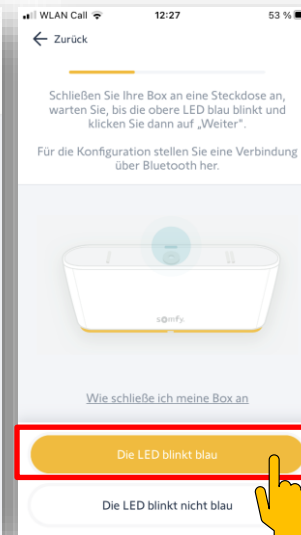 WLAN Call 12:27 53 %
Zurück
Schließen Sie Ihre Box an eine Steckdose an,
warten Sie, bis die obere LED blau blinkt und
klicken Sie dann auf „Weiter".
Für die Konfiguration stellen Sie eine Verbindung
über Bluetooth her.
somfy.
Wie schließe ich meine Box an
Die LED blinkt blau
Die LED blinkt nicht blau